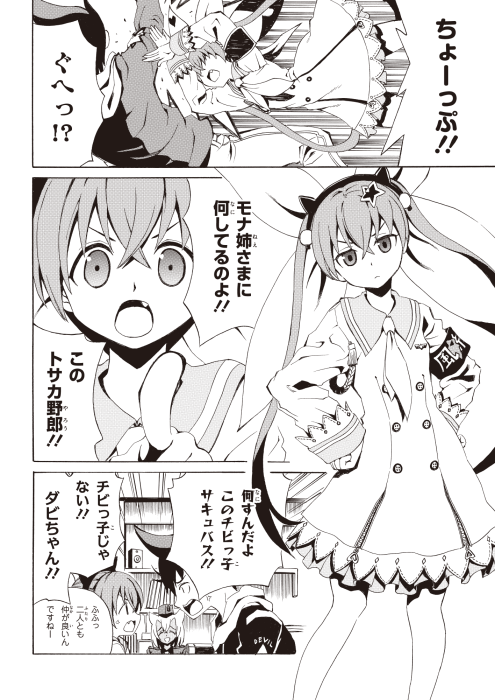 ちょーっぷ!!
ぐへっ!?
モナ姉さまに
何してるのよ!!
この
トサカ野郎!!
風
何すんだよ
このチビっ子
サキュバス!!
チビっ子じゃ
ない!!
ダビちゃん!!
ふふっ
二人とも
仲が良いん
ですねー
DEVIL